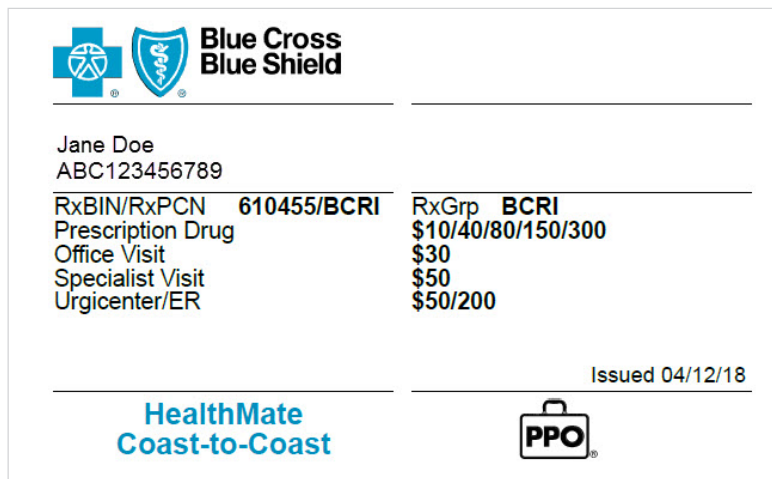 Blue Cross
Blue Shield
Jane Doe
ABC123456789
RxBIN/RxPCN 610455/BCRI RxGrp BCRI
Prescription Drug $10/40/80/150/300
Office Visit $30
Specialist Visit $50
Urgicenter/ER $50/200
Issued 04/12/18
HealthMate
Coast-to-Coast
PPO®